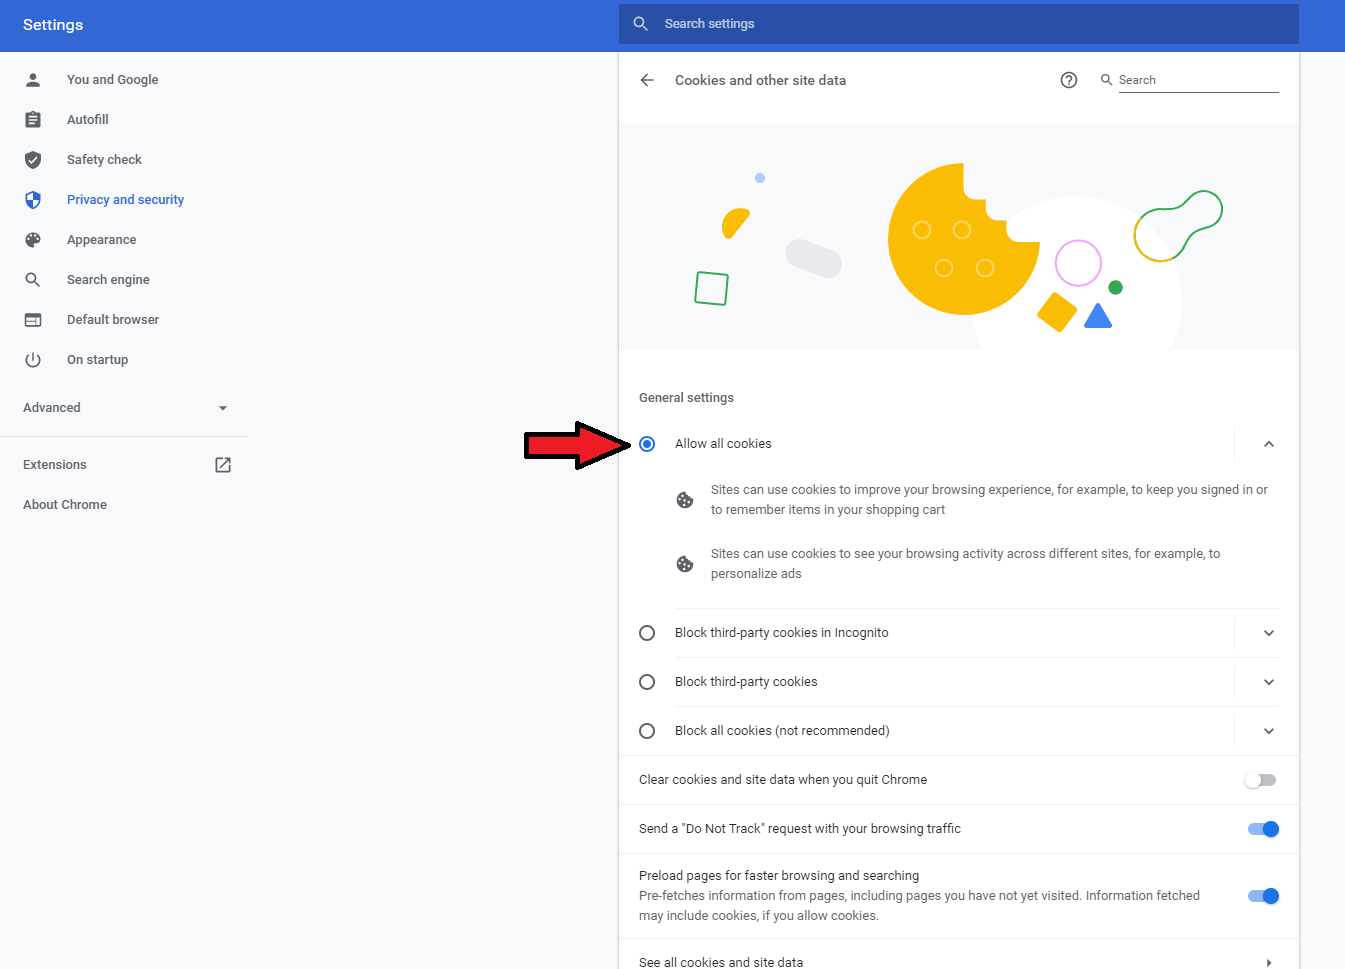 Settings
Search settings
You and Google
Autofill
Safety check
Privacy and security
Appearance
Search engine
Default browser
On startup
Advanced
Extensions
About Chrome
Cookies and other site data
Search
General settings
Allow all cookies
Sites can use cookies to improve your browsing experience, for example, to keep you signed in or
to remember items in your shopping cart
Sites can use cookies to see your browsing activity across different sites, for example, to
personalize ads
Block third-party cookies in Incognito
Block third-party cookies
Block all cookies (not recommended)
Clear cookies and site data when you quit Chrome
Send a "Do Not Track" request with your browsing traffic
Preload pages for faster browsing and searching
Pre-fetches information from pages, including pages you have not yet visited. Information fetched
may include cookies, if you allow cookies.
See all cookies and site data